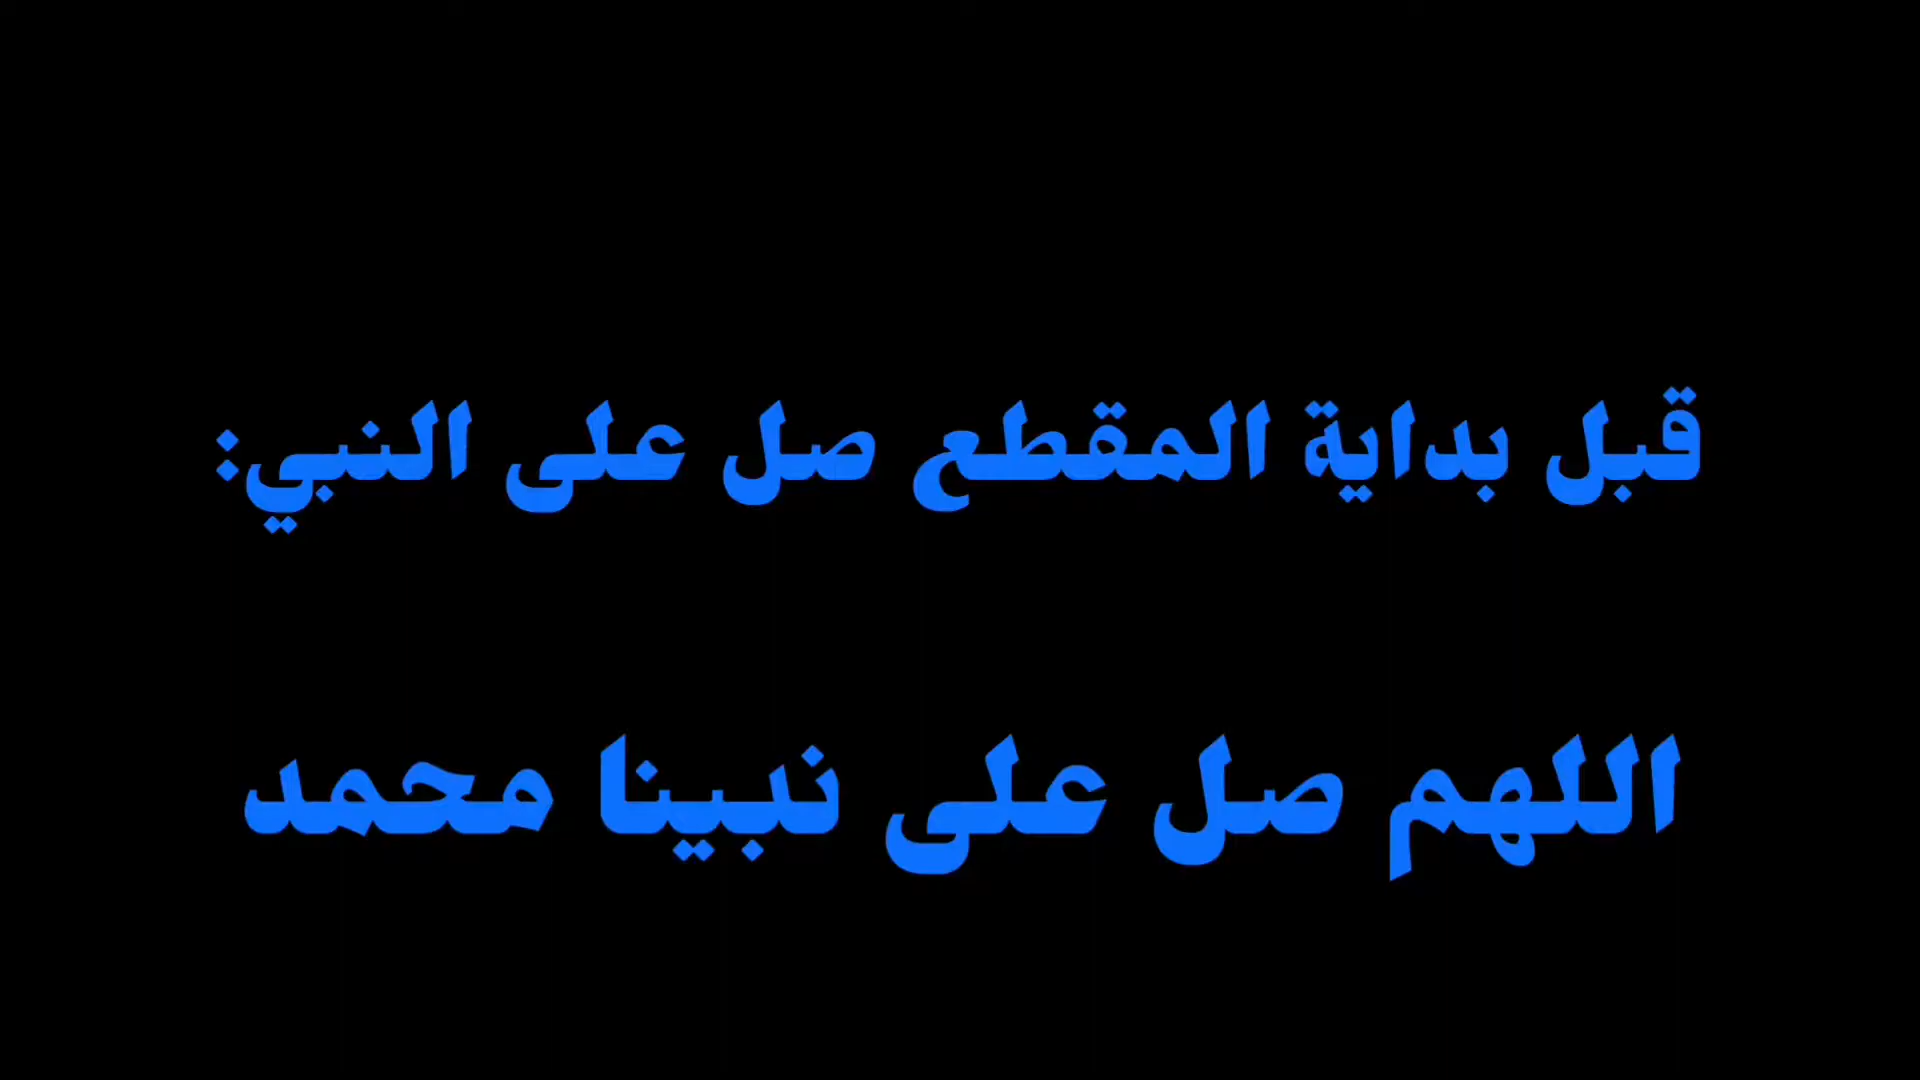 قبل بداية المقطع صل على النبي:
اللهم صل على نبينا محمد